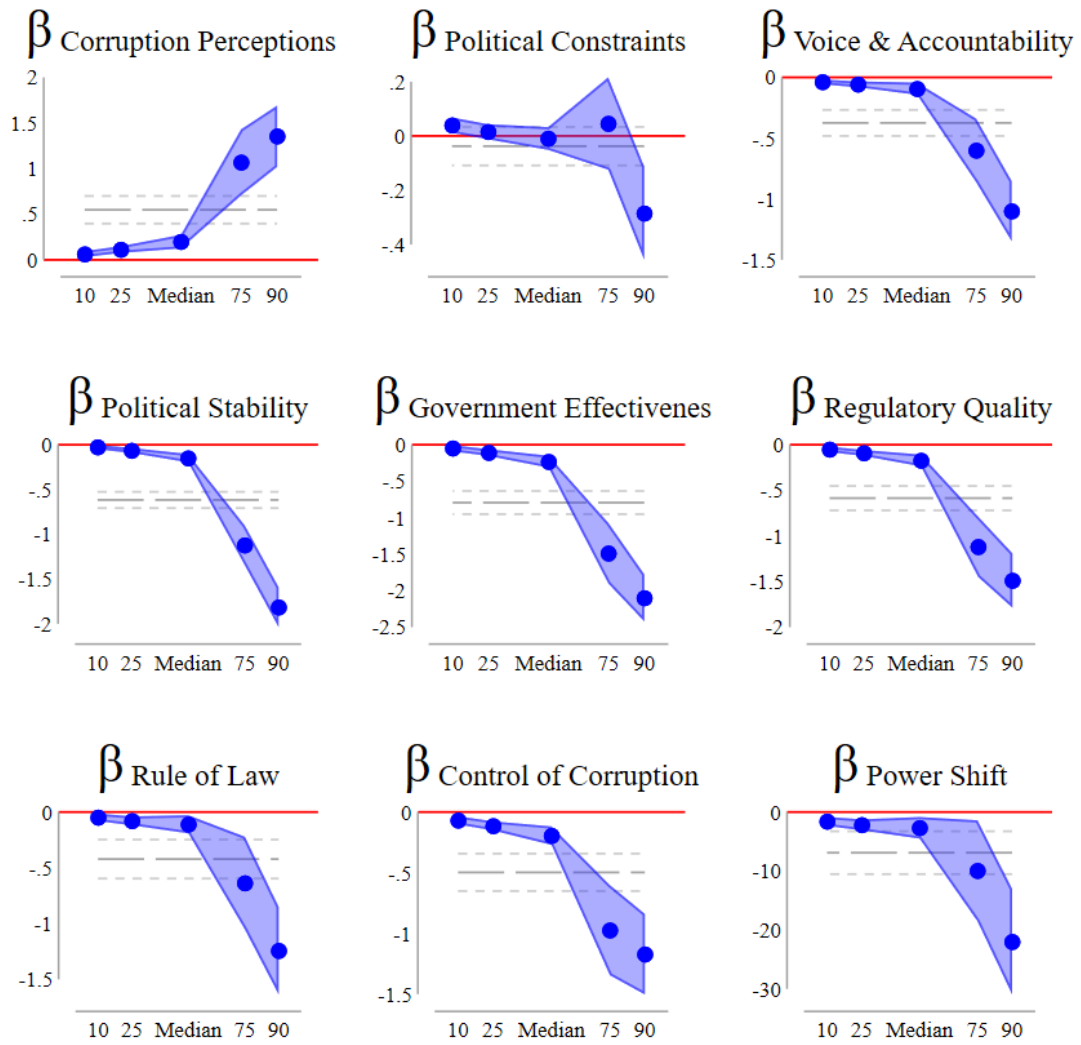 β Corruption Perceptions
2
1.5
1
.5
0
10 25 Median 75 90
β Political Constraints
.2
0
-.2
-.4
10 25 Median 75 90
β Voice & Accountability
0
-.5
-1
-1.5
10 25 Median 75 90
β Political Stability
0
-.5
-1
-1.5
-2
10 25 Median 75 90
β Government Effectivenes
0
-.5
-1
-1.5
-2
-2.5
10 25 Median 75 90
β Regulatory Quality
0
-.5
-1
-1.5
-2
10 25 Median 75 90
β Rule of Law
0
-.5
-1
-1.5
10 25 Median 75 90
β Control of Corruption
0
-.5
-1
-1.5
10 25 Median 75 90
β Power Shift
0
-10
-20
-30
10 25 Median 75 90